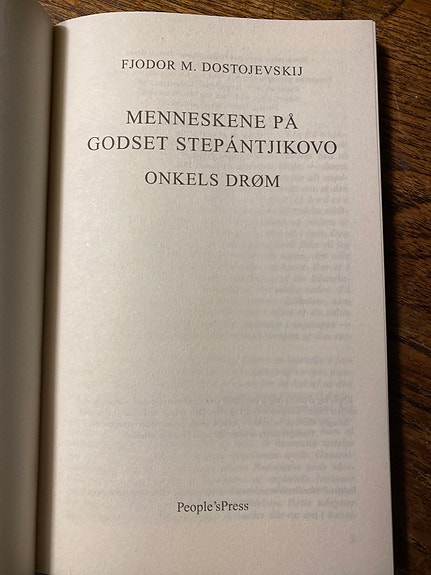 FJODOR M. DOSTOJEVSKIJ
MENNESKENE PÅ
GODSET STEPÁNTJIKOVO
ONKELS DRØM
People'sPress